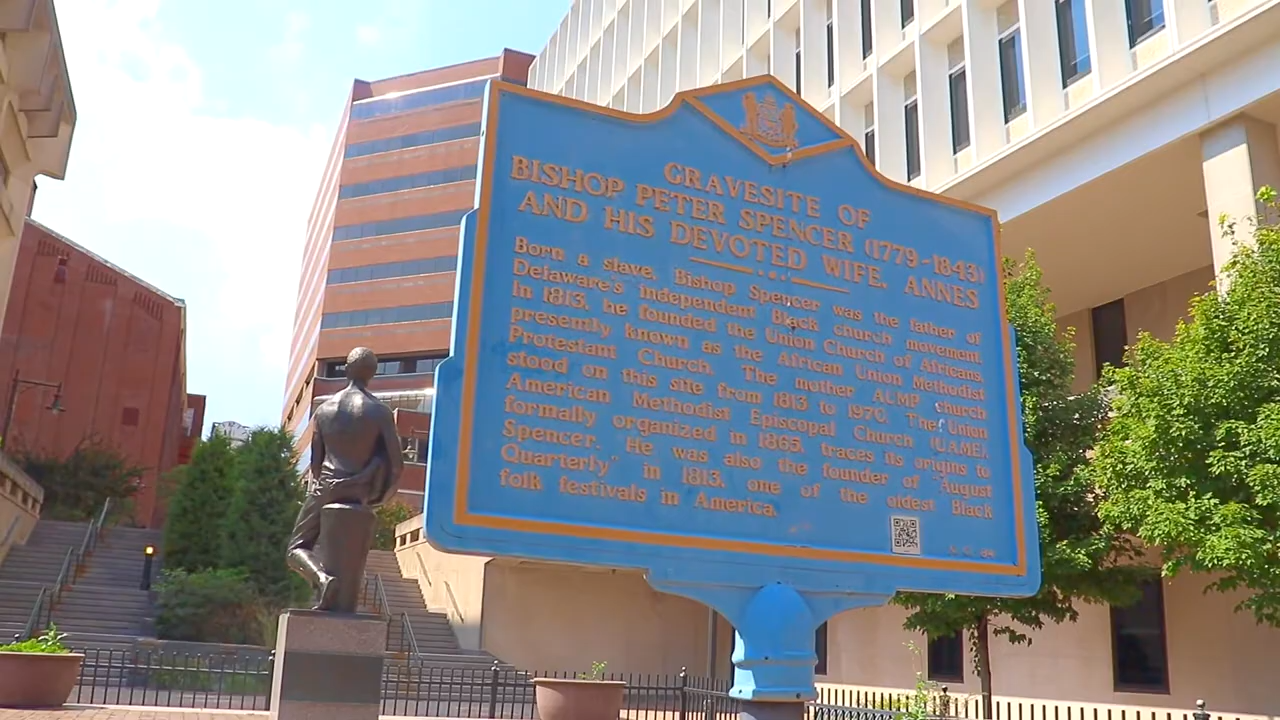 GRAVESITE OF
BISHOP PETER SPENCER (1779-1843)
AND HIS DEVOTED WIFE, ANNES
Born a slave, Bishop Spencer was the father of
Delaware's independent Black church movement.
In 1813, he founded the Union Church of Africans,
presently known as the African Union Methodist
Protestant Church. The mother AUMP church
stood on this site from 1813 to 1970. The Union
American Methodist Episcopal Church (UAME),
formally organized in 1865, traces its origins to
Spencer. He was also the founder of "August
Quarterly" in 1813, one of the oldest Black
folk festivals in America.